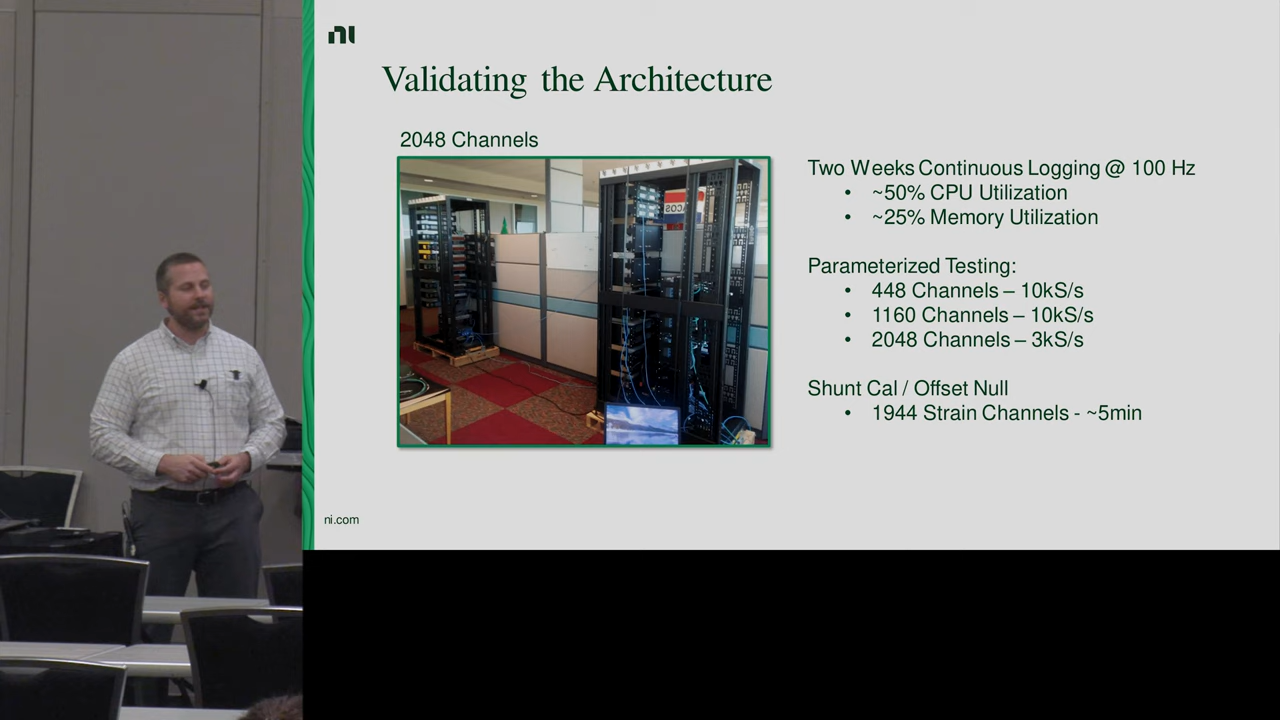 ni
Validating the Architecture
2048 Channels
Two Weeks Continuous Logging @ 100 Hz
• ~50% CPU Utilization
• ~25% Memory Utilization
Parameterized Testing:
• 448 Channels – 10kS/s
• 1160 Channels – 10kS/s
• 2048 Channels – 3kS/s
Shunt Cal / Offset Null
• 1944 Strain Channels - ~5min
ni.com